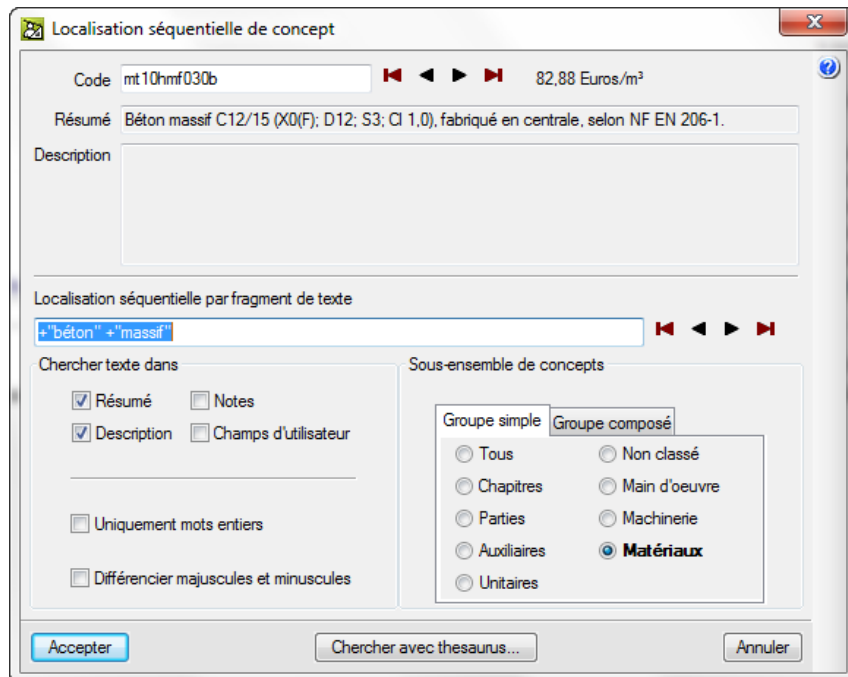 Localisation séquentielle de concept
Code mt10hmf030b 82,88 Euros/m³
Résumé Béton massif C12/15 (X0(F); D12; S3; Cl 1,0), fabriqué en centrale, selon NF EN 206-1.
Description
Localisation séquentielle par fragment de texte
+"béton" +"massif"
Chercher texte dans
Résumé Notes
Description Champs d'utilisateur
Uniquement mots entiers
Différencier majuscules et minuscules
Sous-ensemble de concepts
Groupe simple Groupe composé
Tous Non classé
Chapitres Main d'oeuvre
Parties Machinerie
Auxiliaires Matériaux
Unitaires
Accepter Chercher avec thesaurus... Annuler